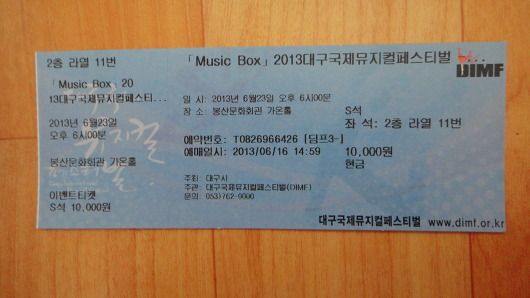 2층 라열 11번
「Music Box」 20
13대구국제뮤지컬페스티...
2013년 6월23일
오후 6시00분
봉산문화회관 가온홀
이벤트티켓
S석 10,000원
「Music Box」2013대구국제뮤지컬페스티벌
DIMF
일 시: 2013년 6월23일 오후 6시00분
장 소: 봉산문화회관 가온홀
S석
좌 석: 2층 라열 11번
예약번호: T0826966426 [딤프3-]
예매일시:2013/06/16 14:59
10,000원
현금
주최: 대구시
주관: 대구국제뮤지컬페스티벌(DIMF)
문의: 053)762-0000
대구국제뮤지컬페스티벌 www.dimf.or.kr